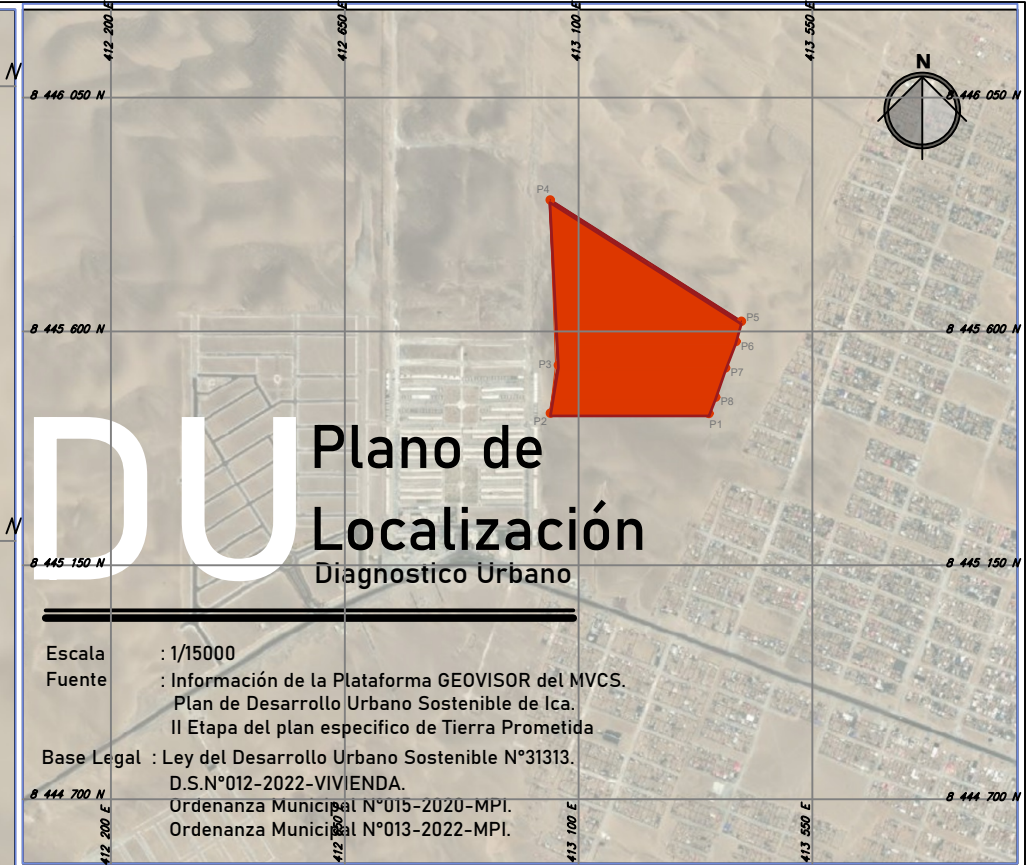 412 200 E
412 650 E
413 100 E
413 550 E
N
N
8 446 050 N
8 446 050 N
P4
8 445 600 N
8 445 600 N
P5
P6
P3
P7
P8
P2
P1
DU
Plano de
Localización
N
8 445 150 N
8 445 150 N
Diagnostico Urbano
Escala : 1/15000
Fuente : Información de la Plataforma GEOVISOR del MVCS.
Plan de Desarrollo Urbano Sostenible de Ica.
II Etapa del plan especifico de Tierra Prometida
Base Legal : Ley del Desarrollo Urbano Sostenible N°31313.
D.S.N°012-2022-VIVIENDA.
8 444 700 N
8 444 700 N
Ordenanza Municipal N°015-2020-MPI.
Ordenanza Municipal N°013-2022-MPI.
412 200 E
412 650 E
413 100 E
413 550 E